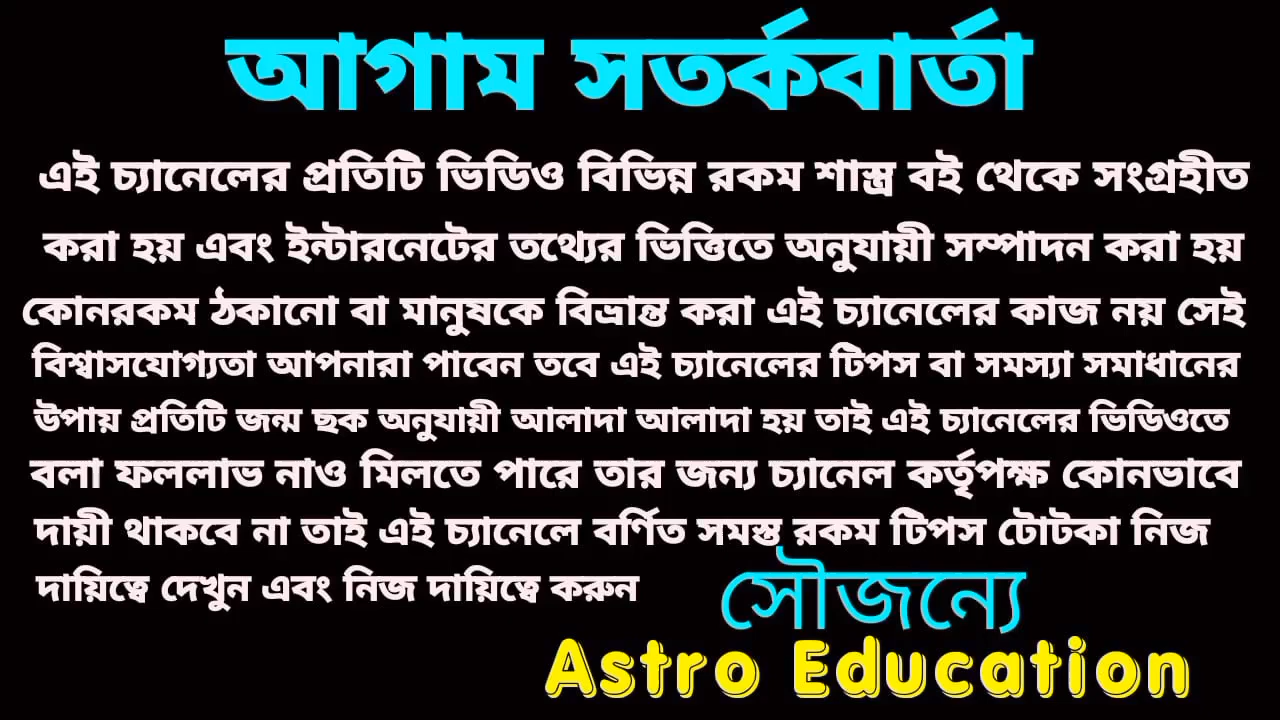 আগাম সতর্কবার্তা
এই চ্যানেলের প্রতিটি ভিডিও বিভিন্ন রকম শাস্ত্র বই থেকে সংগ্রহীত
করা হয় এবং ইন্টারনেটের তথ্যের ভিত্তিতে অনুযায়ী সম্পাদন করা হয়
কোনরকম ঠকানো বা মানুষকে বিভ্রান্ত করা এই চ্যানেলের কাজ নয় সেই
বিশ্বাসযোগ্যতা আপনারা পাবেন তবে এই চ্যানেলের টিপস বা সমস্যা সমাধানের
উপায় প্রতিটি জন্ম ছক অনুযায়ী আলাদা আলাদা হয় তাই এই চ্যানেলের ভিডিওতে
বলা ফললাভ নাও মিলতে পারে তার জন্য চ্যানেল কর্তৃপক্ষ কোনভাবে
দায়ী থাকবে না তাই এই চ্যানেলে বর্ণিত সমস্ত রকম টিপস টোটকা নিজ
দায়িত্বে দেখুন এবং নিজ দায়িত্বে করুন
সৌজন্যে
Astro Education